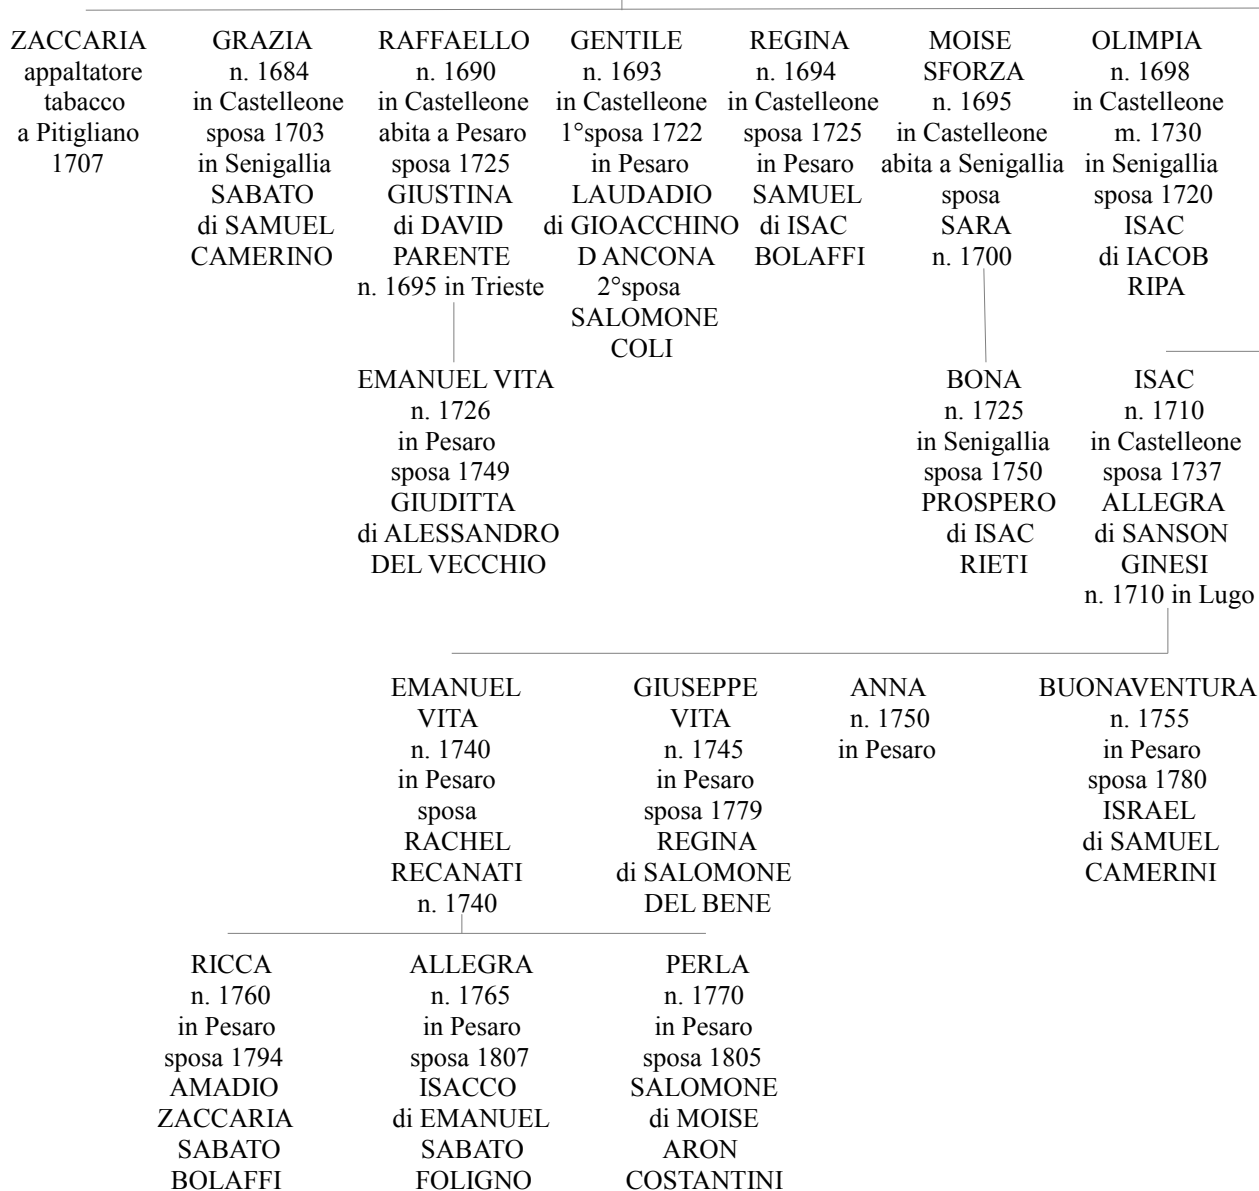 ZACCARIA
appaltatore
tabacco
a Pitigliano
1707
GRAZIA
n. 1684
in Castelleone
sposa 1703
in Senigallia
SABATO
di SAMUEL
CAMERINO
RAFFAELLO
n. 1690
in Castelleone
abita a Pesaro
sposa 1725
GIUSTINA
di DAVID
PARENTE
n. 1695 in Trieste
GENTILE
n. 1693
in Castelleone
1°sposa 1722
in Pesaro
LAUDADIO
di GIOACCHINO
D ANCONA
2°sposa
SALOMONE
COLI
REGINA
n. 1694
in Castelleone
sposa 1725
in Pesaro
SAMUEL
di ISAC
BOLAFFI
MOISE
SFORZA
n. 1695
in Castelleone
abita a Senigallia
sposa
SARA
n. 1700
OLIMPIA
n. 1698
in Castelleone
m. 1730
in Senigallia
sposa 1720
ISAC
di IACOB
RIPA
EMANUEL VITA
n. 1726
in Pesaro
sposa 1749
GIUDITTA
di ALESSANDRO
DEL VECCHIO
BONA
n. 1725
in Senigallia
sposa 1750
PROSPERO
di ISAC
RIETI
ISAC
n. 1710
in Castelleone
sposa 1737
ALLEGRA
di SANSON
GINESI
n. 1710 in Lugo
EMANUEL
VITA
n. 1740
in Pesaro
sposa
RACHEL
RECANATI
n. 1740
GIUSEPPE
VITA
n. 1745
in Pesaro
sposa 1779
REGINA
di SALOMONE
DEL BENE
ANNA
n. 1750
in Pesaro
BUONAVENTURA
n. 1755
in Pesaro
sposa 1780
ISRAEL
di SAMUEL
CAMERINI
RICCA
n. 1760
in Pesaro
sposa 1794
AMADIO
ZACCARIA
SABATO
BOLAFFI
ALLEGRA
n. 1765
in Pesaro
sposa 1807
ISACCO
di EMANUEL
SABATO
FOLIGNO
PERLA
n. 1770
in Pesaro
sposa 1805
SALOMONE
di MOISE
ARON
COSTANTINI